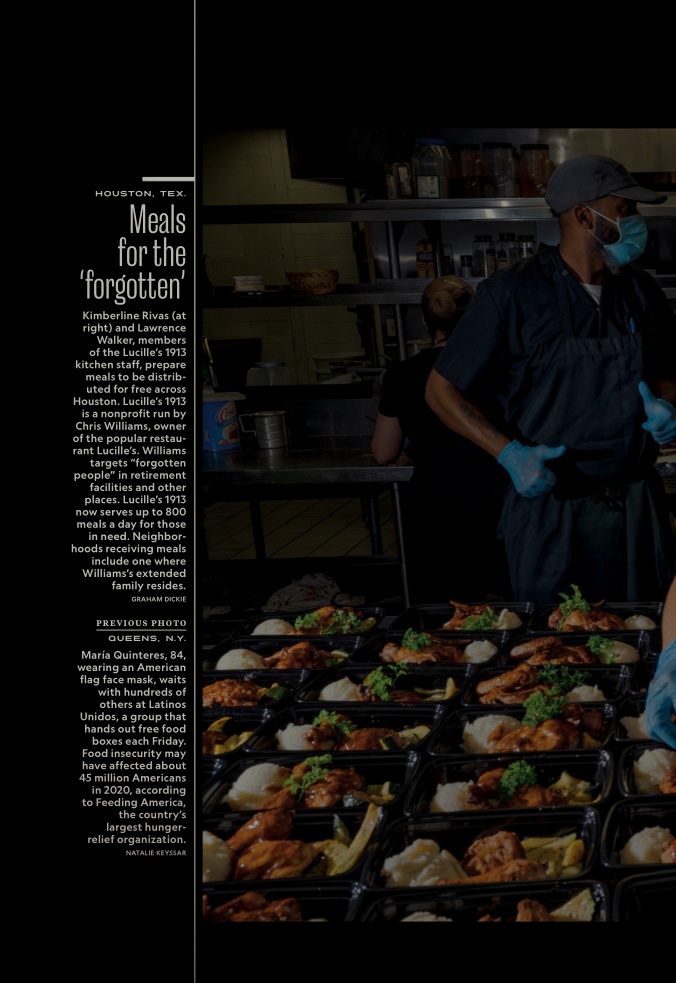 HOUSTON, TEX.
Meals
for the
‘forgotten’
Kimberline Rivas (at
right) and Lawrence
Walker, members
of the Lucille’s 1913
kitchen staff, prepare
meals to be distrib-
uted for free across
Houston. Lucille’s 1913
is a nonprofit run by
Chris Williams, owner
of the popular restau-
rant Lucille’s. Williams
targets “forgotten
people” in retirement
facilities and other
places. Lucille’s 1913
now serves up to 800
meals a day for those
in need. Neighbor-
hoods receiving meals
include one where
Williams’s extended
family resides.
GRAHAM DICKIE
PREVIOUS PHOTO
QUEENS, N.Y.
María Quinteres, 84,
wearing an American
flag face mask, waits
with hundreds of
others at Latinos
Unidos, a group that
hands out free food
boxes each Friday.
Food insecurity may
have affected about
45 million Americans
in 2020, according
to Feeding America,
the country’s
largest hunger-
relief organization.
NATALIE KEYSSAR